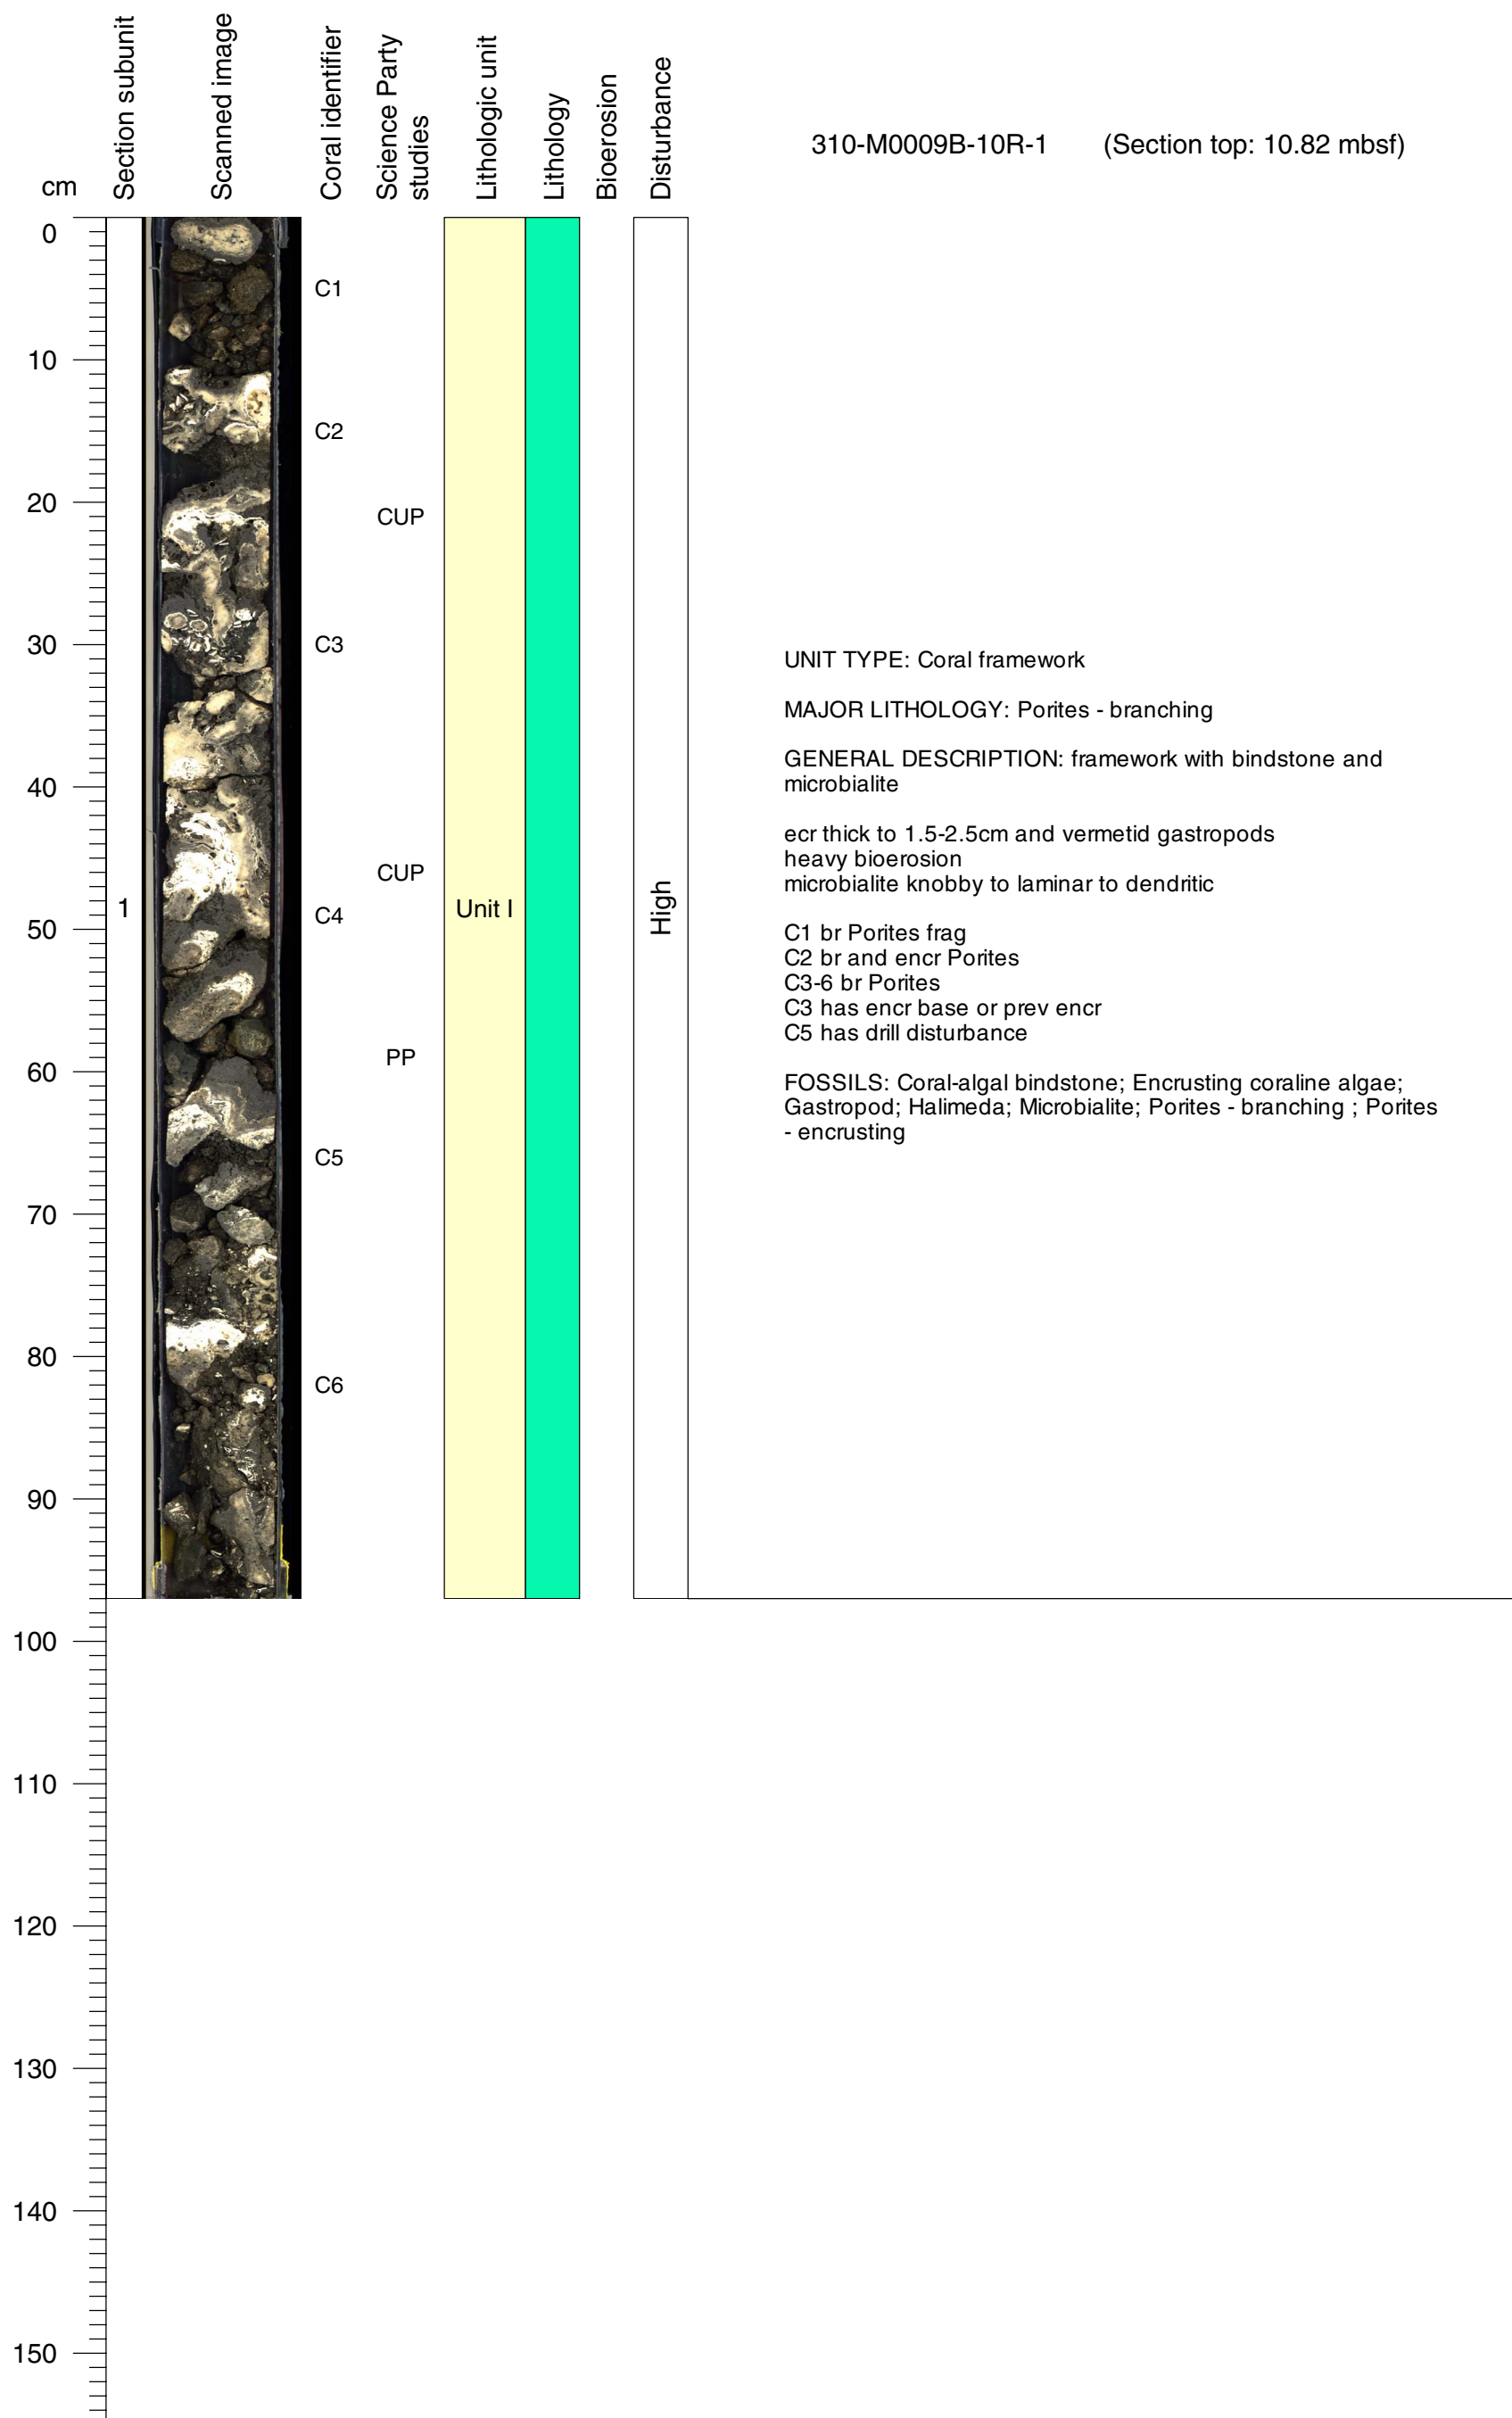 cm
Section subunit
Scanned image
Coral identifier
Science Party
studies
Lithologic unit
Lithology
Bioerosion
Disturbance
310-M0009B-10R-1 (Section top: 10.82 mbsf)
0
C1
10
C2
20
CUP
30
C3
40
CUP
1
C4
Unit I
High
50
PP
60
C5
70
80
C6
90
100
110
120
130
140
150
UNIT TYPE: Coral framework
MAJOR LITHOLOGY: Porites - branching
GENERAL DESCRIPTION: framework with bindstone and
microbialite
ecr thick to 1.5-2.5cm and vermetid gastropods
heavy bioerosion
microbialite knobby to laminar to dendritic
C1 br Porites frag
C2 br and encr Porites
C3-6 br Porites
C3 has encr base or prev encr
C5 has drill disturbance
FOSSILS: Coral-algal bindstone; Encrusting coraline algae;
Gastropod; Halimeda; Microbialite; Porites - branching ; Porites
- encrusting